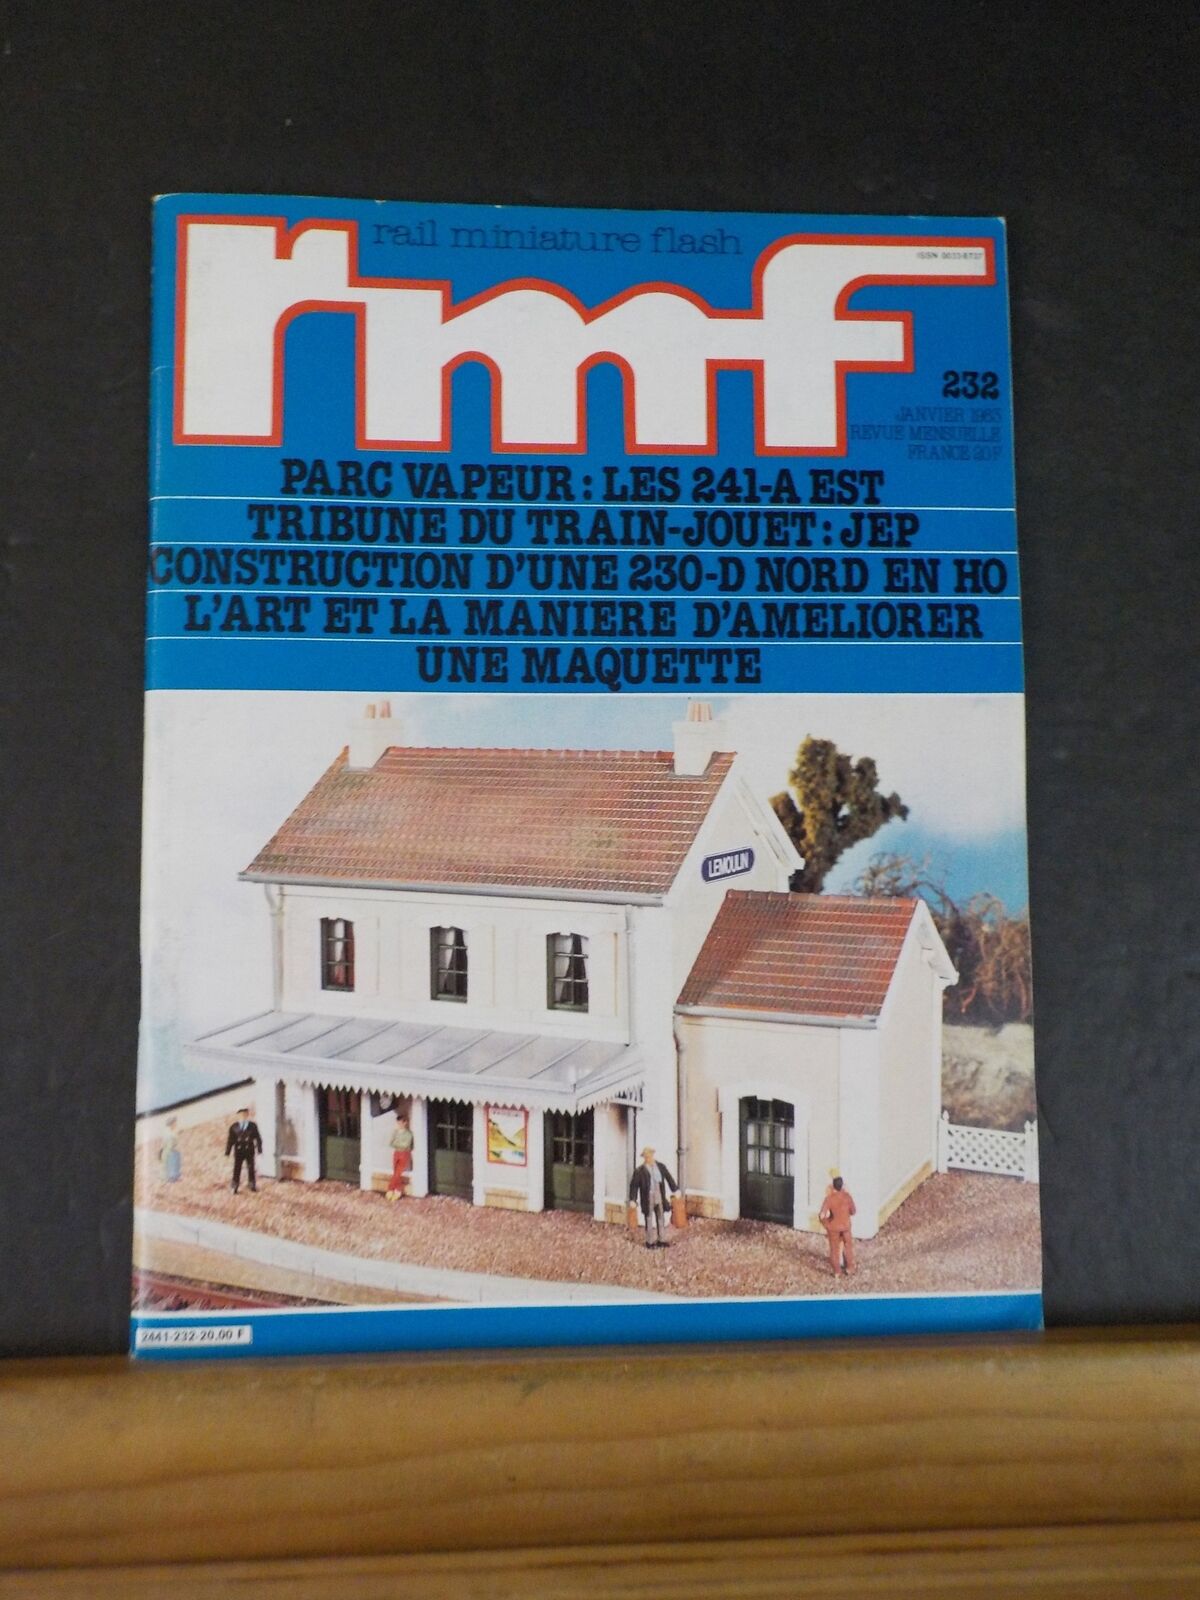 rail miniature flash
rmf
ISSN 0033-8737
232
JANVIER 1983
REVUE MENSUELLE
FRANCE 20 F
PARC VAPEUR : LES 241-A EST
TRIBUNE DU TRAIN-JOUET : JEP
CONSTRUCTION D'UNE 230-D NORD EN HO
L'ART ET LA MANIERE D'AMELIORER
UNE MAQUETTE
LEMOULIN
2441-232-20,00 F